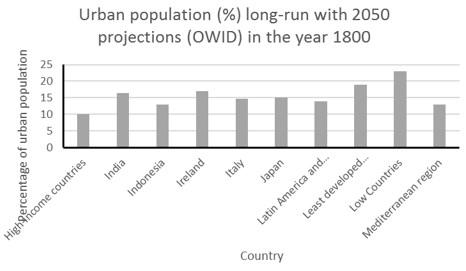 Urban population (%) long-run with 2050
projections (OWID) in the year 1800
Percentage of urban population
25
20
15
10
5
0
High-income countries
India
Indonesia
Ireland
Italy
Japan
Latin America and...
Least developed...
Low Countries
Mediterranean region
Country